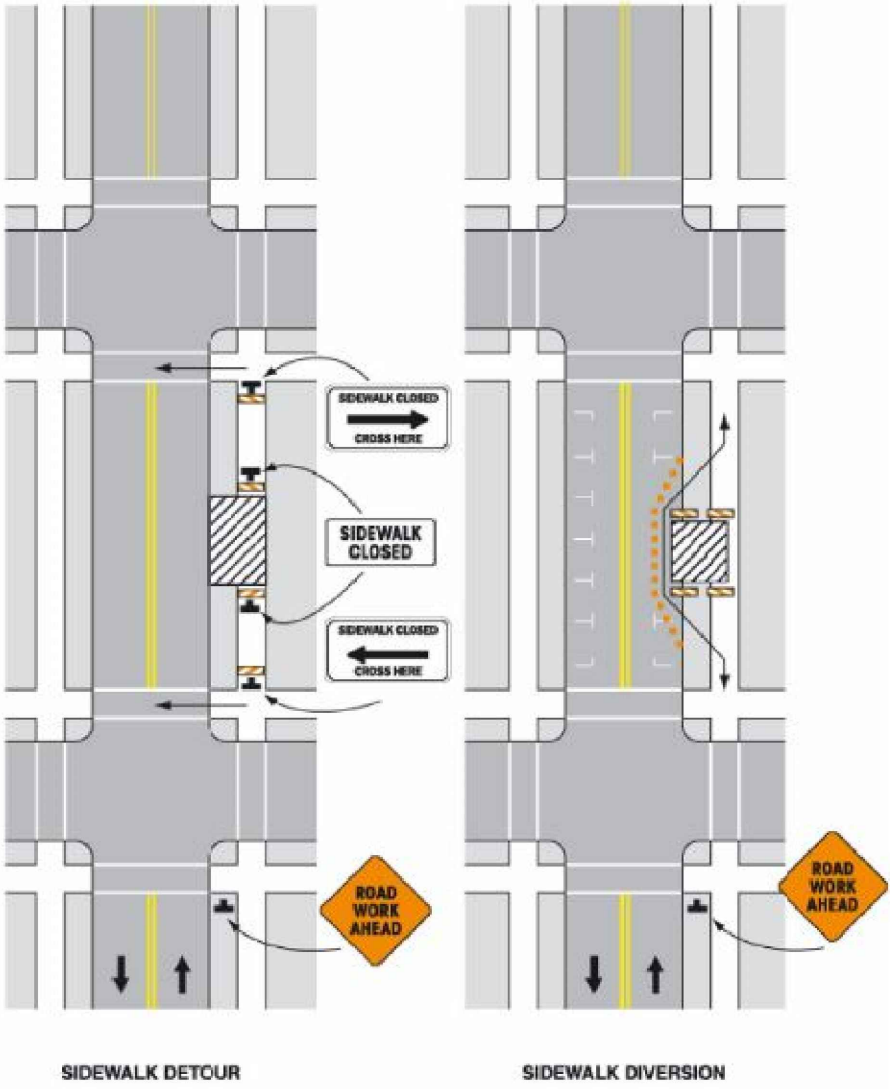 SIDEWALK CLOSED
CROSS HERE
SIDEWALK
CLOSED
SIDEWALK CLOSED
CROSS HERE
ROAD
WORK
AHEAD
ROAD
WORK
AHEAD
SIDEWALK DETOUR
SIDEWALK DIVERSION